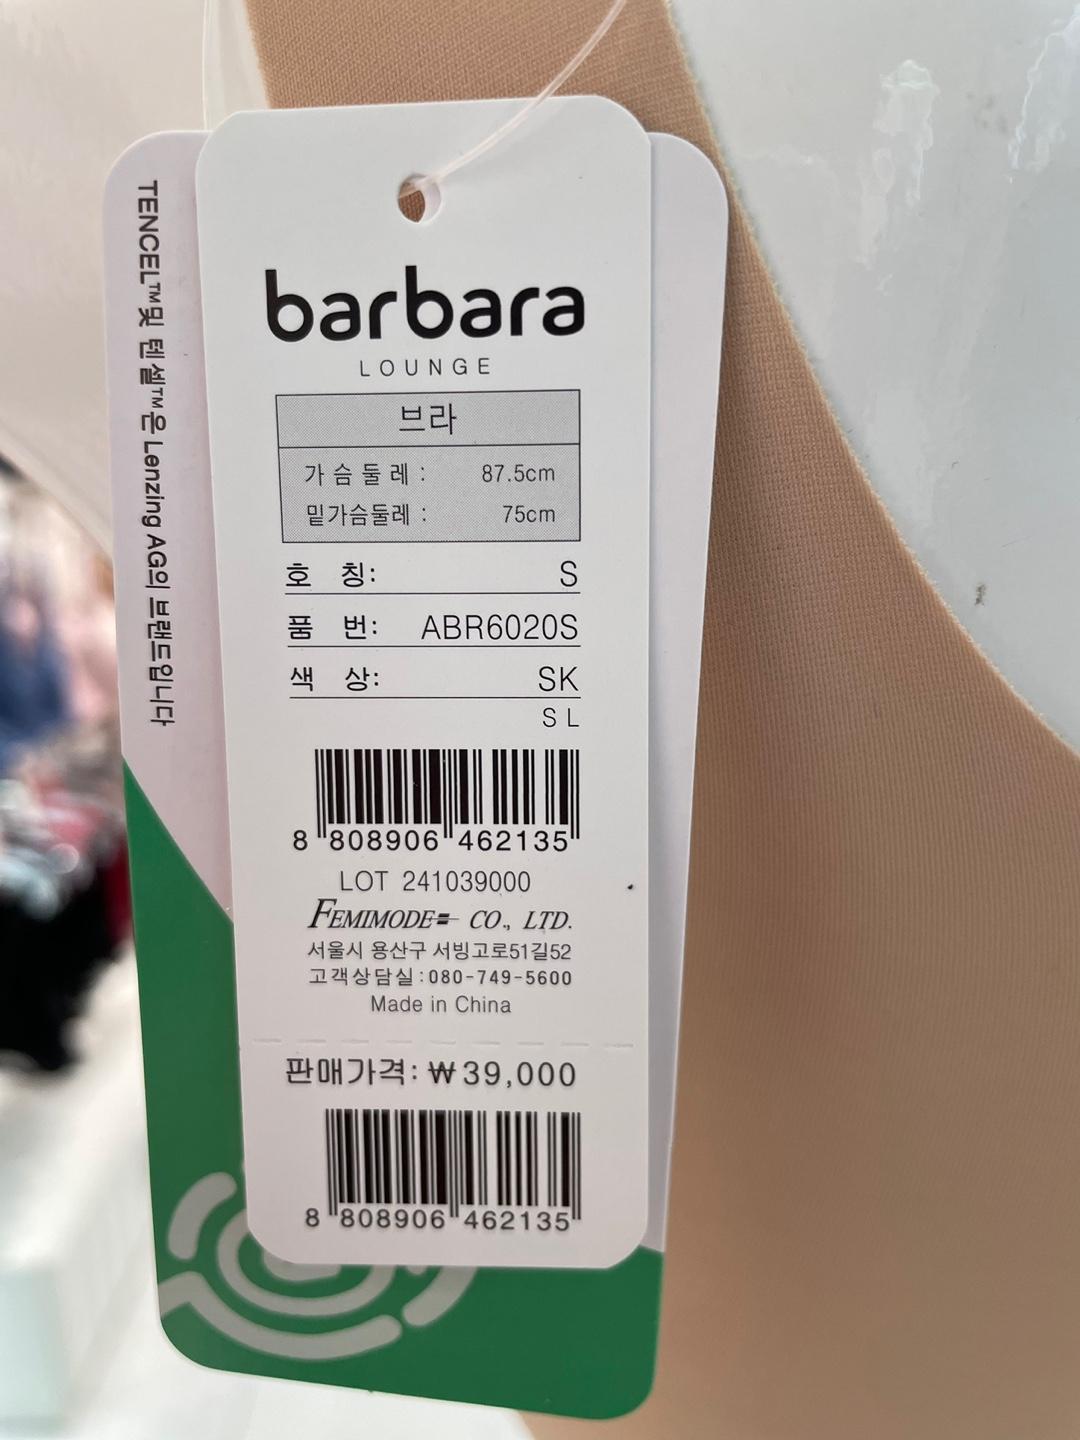 barbara
LOUNGE
브라
가슴둘레 : 87.5cm
밑가슴둘레 : 75cm
호 칭: S
품 번: ABR6020S
색 상: SK
S L
8 808906 462135
LOT 241039000
FEMIMODE CO., LTD.
서울시 용산구 서빙고로51길52
고객상담실:080-749-5600
Made in China
판매가격: ₩39,000
8 808906 462135
TENCEL™및 텐셀™은 Lenzing AG의 브랜드입니다